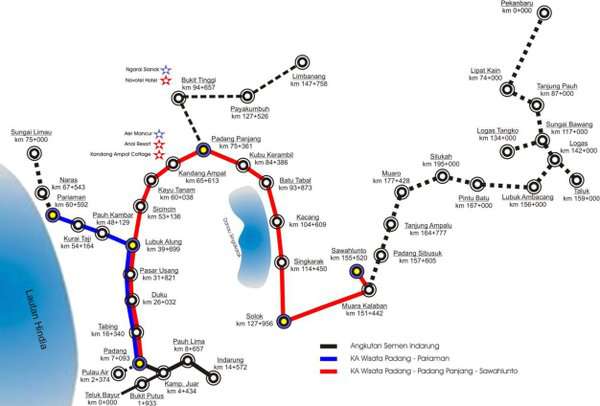 Pekanbaru
km 0+000
Ngarai Sianok
Novotel Hotel
Bukit Tinggi
km 94+657
Limbanang
km 147+758
Payakumbuh
km 127+526
Lipat Kain
km 74+000
Tanjung Pauh
km 87+000
Sungai Bawang
km 117+000
Logas Tangko
km 134+000
Logas
km 142+000
Taluk
km 159+000
Lubuk Ambacang
km 156+000
Pintu Batu
km 167+000
Silukah
km 195+000
Muaro
km 177+428
Tanjung Ampalu
km 164+777
Padang Sibusuk
km 157+605
Sawahlunto
km 155+520
Muara Kalaban
km 151+442
Sungai Limau
km 75+000
Naras
km 67+543
Pariaman
km 60+592
Kurai Taji
km 54+164
Pauh Kambar
km 48+129
Air Mancur
Anai Resort
Kandang Ampat Cottage
Padang Panjang
km 75+361
Kubu Kerambil
km 84+386
Kandang Ampat
km 65+613
Kayu Tanam
km 60+038
Sicincin
km 53+136
Lubuk Alung
km 39+699
Batu Tabal
km 93+873
Kacang
km 104+609
Danau Singkarak
Singkarak
km 114+450
Solok
km 127+956
Pasar Usang
km 31+821
Duku
km 26+032
Tabing
km 16+340
Padang
km 7+093
Pulau Air
km 2+374
Teluk Bayur
km 0+000
Bukit Putus
1+933
Kamp. Juar
km 4+434
Pauh Lima
km 8+657
Indarung
km 14+572
Lautan Hindia
Angkutan Semen Indarung
KA Wisata Padang - Pariaman
KA Wisata Padang - Padang Panjang - Sawahlunto